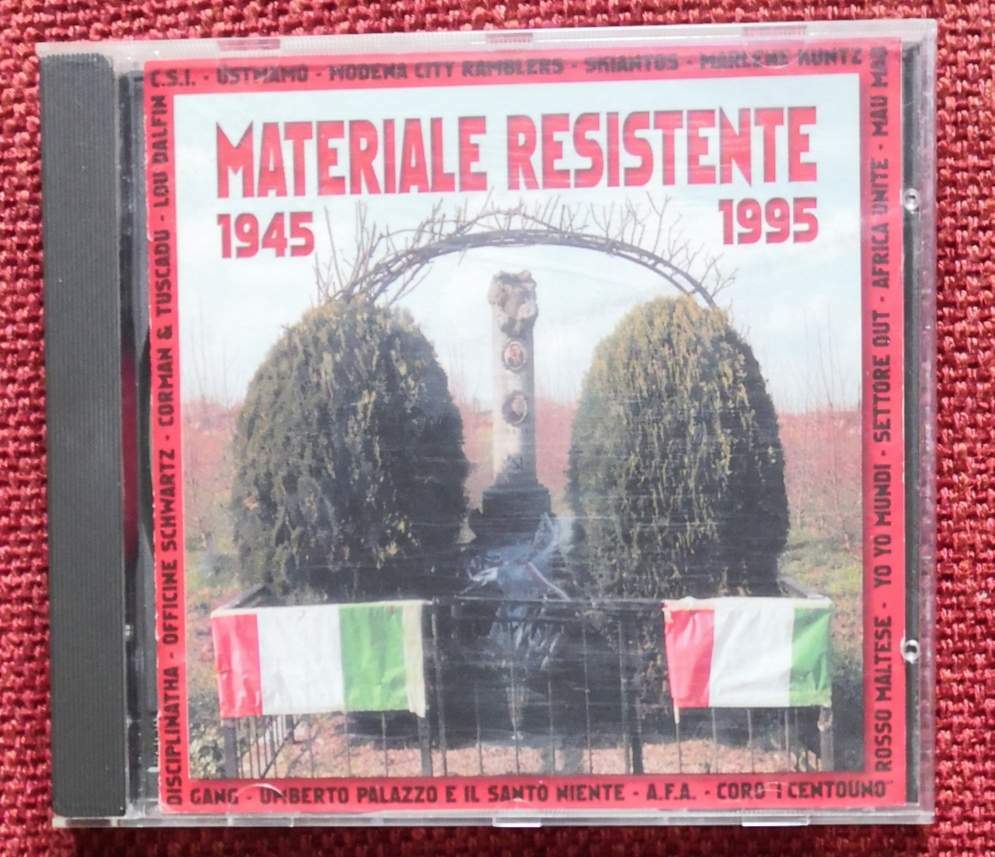 C.S.I. - USTMAMO - MODENA CITY RAMBLERS - SKIANTOS - MARLENE KUNTZ
MATERIALE RESISTENTE
1945 1995
DISCIPLINATHA - OFFICINE SCHWARTZ - CORMAN & TUSCADU - LOU DALFIN
ROSSO MALTESE - YO YO MUNDI - SETTORE OUT - AFRICA UNITE - MAU MAU
GANG - UMBERTO PALAZZO E IL SANTO NIENTE - A.F.A. - CORO I CENTOUNO